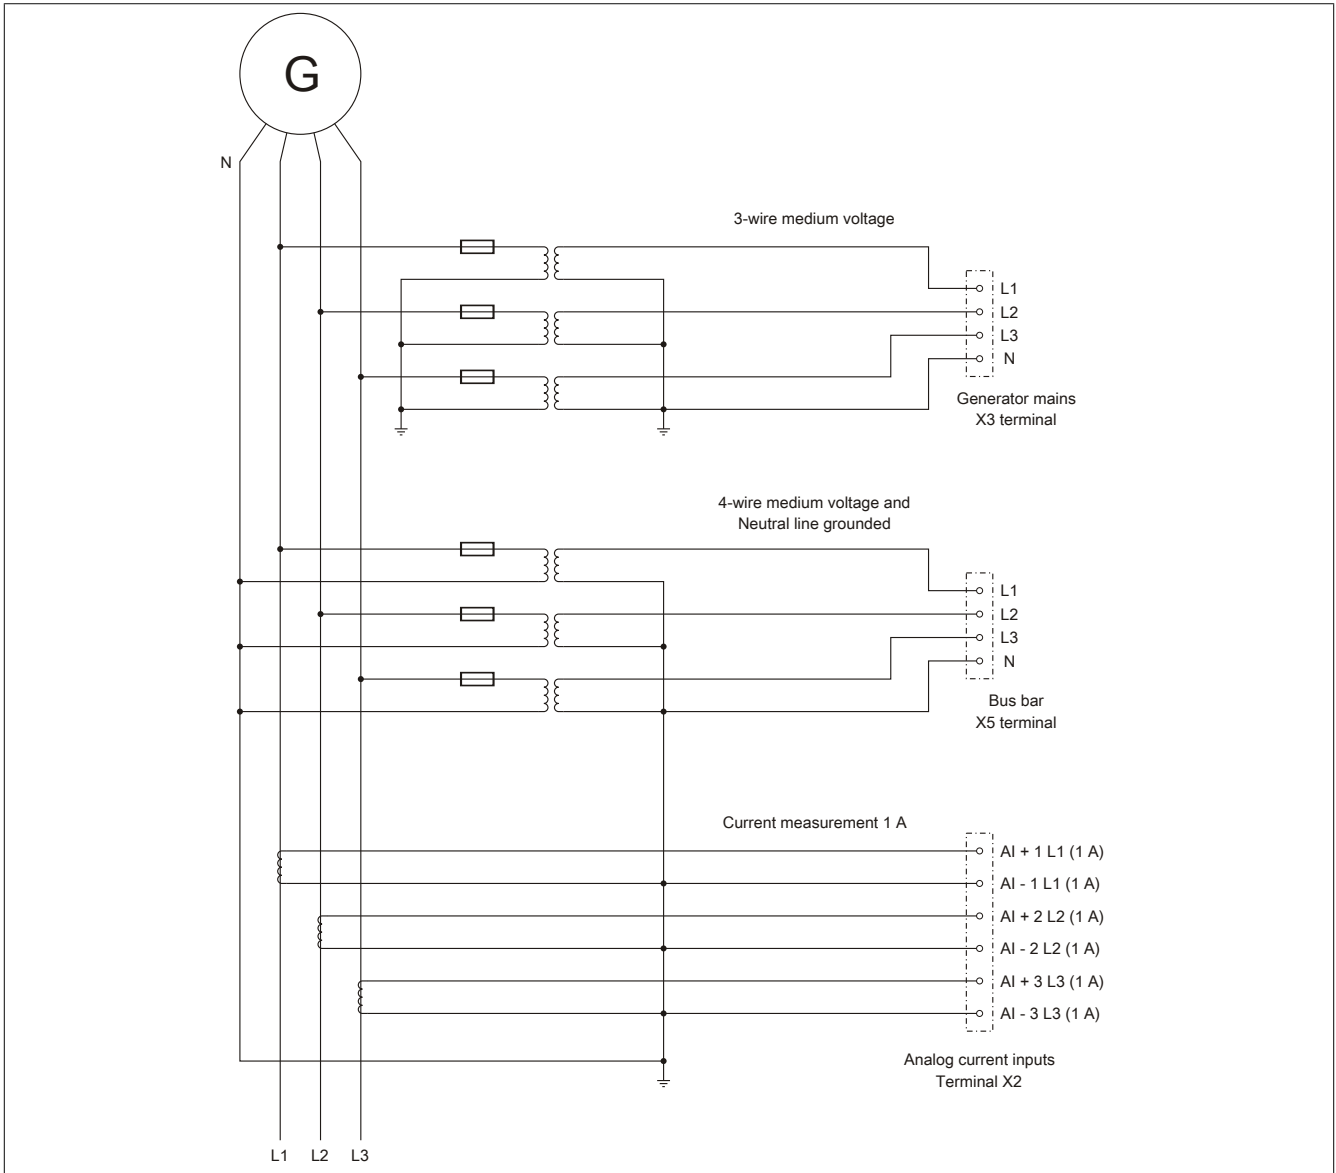 G
N
3-wire medium voltage
L1
L2
L3
N
Generator mains
X3 terminal
4-wire medium voltage and
Neutral line grounded
L1
L2
L3
N
Bus bar
X5 terminal
Current measurement 1 A
AI + 1 L1 (1 A)
AI - 1 L1 (1 A)
AI + 2 L2 (1 A)
AI - 2 L2 (1 A)
AI + 3 L3 (1 A)
AI - 3 L3 (1 A)
Analog current inputs
Terminal X2
L1 L2 L3